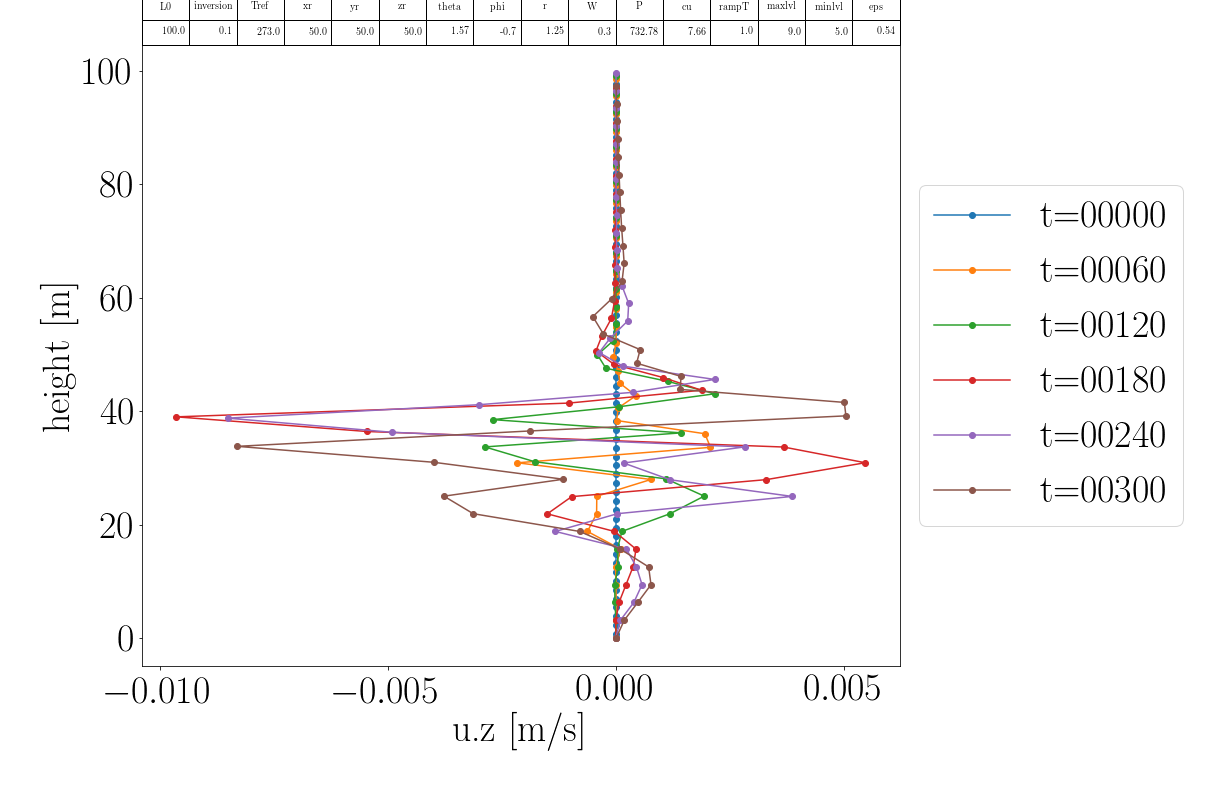 L0 inversion Tref xr yr zr theta phi r W P cu rampT maxlvl minlvl eps
100.0 0.1 273.0 50.0 50.0 50.0 1.57 -0.7 1.25 0.3 732.78 7.66 1.0 9.0 5.0 0.54
100
80
60
40
20
0
height [m]
−0.010 −0.005 0.000 0.005
u.z [m/s]
t=00000
t=00060
t=00120
t=00180
t=00240
t=00300